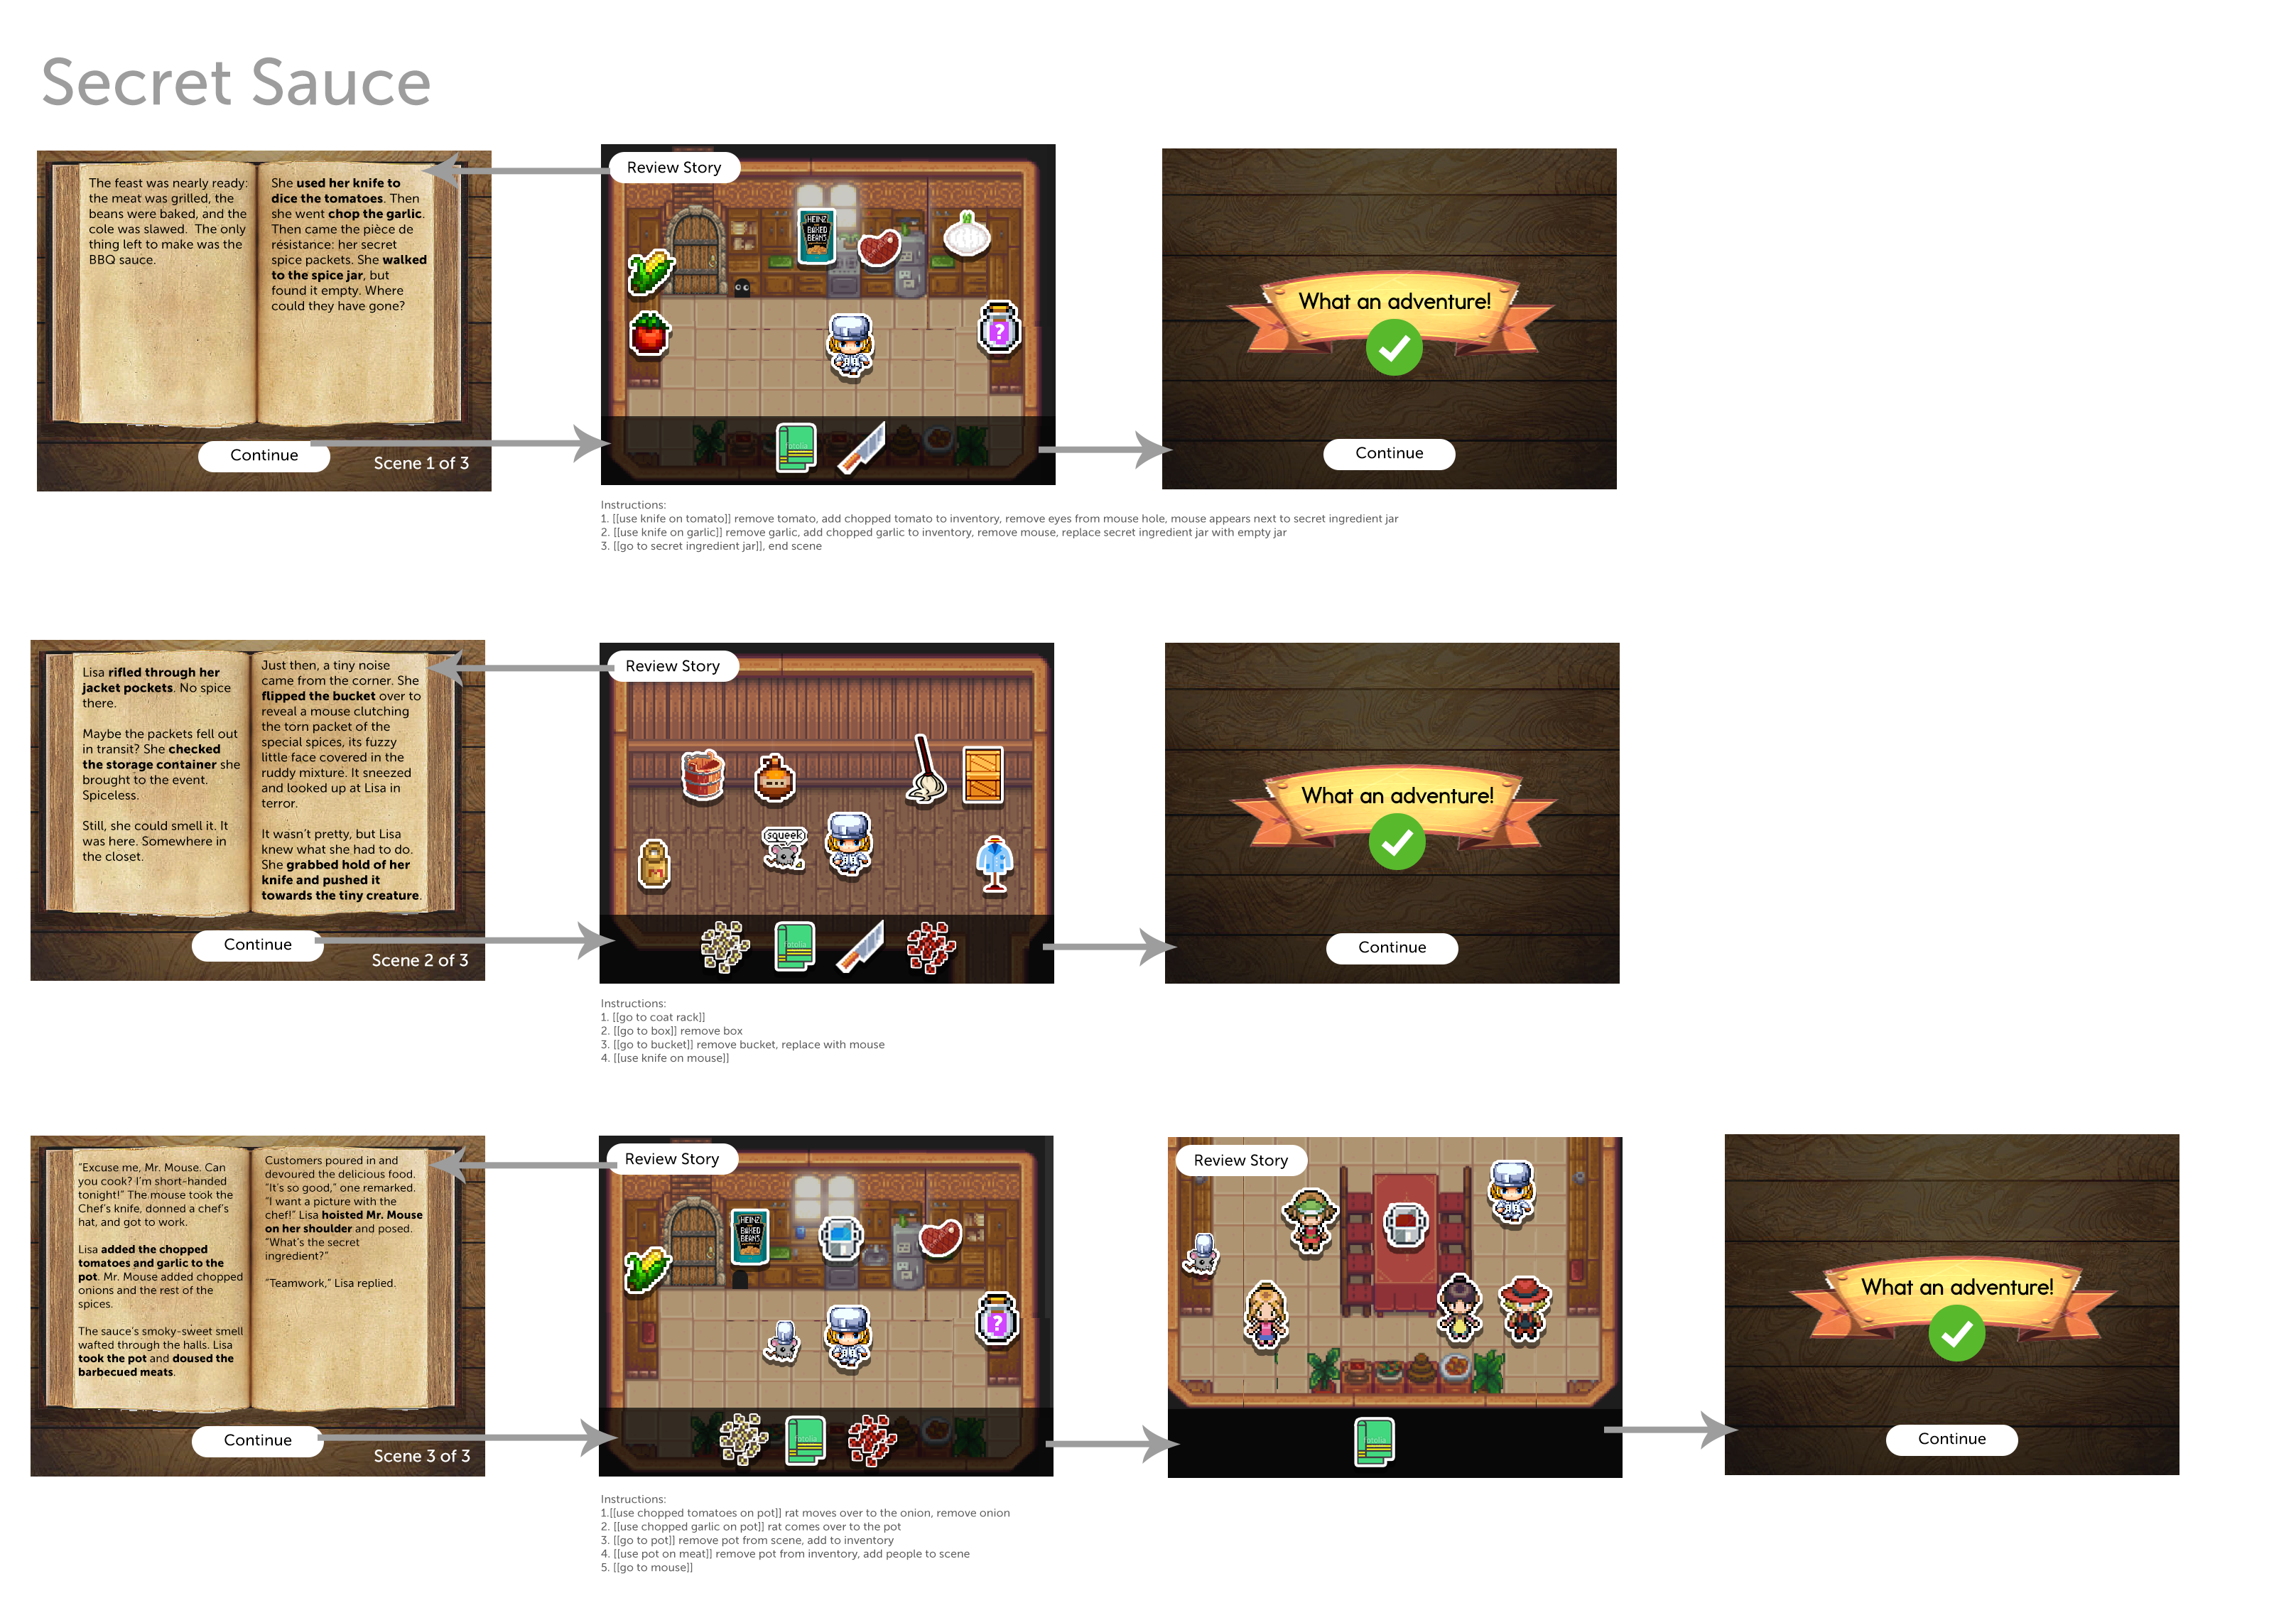 Secret Sauce
The feast was nearly ready:
the meat was grilled, the
beans were baked, and the
cole was slawed. The only
thing left to make was the
BBQ sauce.
She used her knife to
dice the tomatoes. Then
she went chop the garlic.
Then came the pièce de
résistance: her secret
spice packets. She walked
to the spice jar, but
found it empty. Where
could they have gone?
Continue
Scene 1 of 3
Review Story
HEINZ
BAKED
BEANS
?
fotolia
Instructions:
1. [[use knife on tomato]] remove tomato, add chopped tomato to inventory, remove eyes from mouse hole, mouse appears next to secret ingredient jar
2. [[use knife on garlic]] remove garlic, add chopped garlic to inventory, remove mouse, replace secret ingredient jar with empty jar
3. [[go to secret ingredient jar]], end scene
What an adventure!
Continue
Lisa rifled through her
jacket pockets. No spice
there.
Maybe the packets fell out
in transit? She checked
the storage container she
brought to the event.
Spiceless.
Still, she could smell it. It
was here. Somewhere in
the closet.
Just then, a tiny noise
came from the corner. She
flipped the bucket over to
reveal a mouse clutching
the torn packet of the
special spices, its fuzzy
little face covered in the
ruddy mixture. It sneezed
and looked up at Lisa in
terror.
It wasn't pretty, but Lisa
knew what she had to do.
She grabbed hold of her
knife and pushed it
towards the tiny creature.
Continue
Scene 2 of 3
Review Story
squeek
fotolia
Instructions:
1. [[go to coat rack]]
2. [[go to box]] remove box
3. [[go to bucket]] remove bucket, replace with mouse
4. [[use knife on mouse]]
What an adventure!
Continue
"Excuse me, Mr. Mouse. Can
you cook? I'm short-handed
tonight!" The mouse took the
Chef's knife, donned a chef's
hat, and got to work.
Lisa added the chopped
tomatoes and garlic to the
pot. Mr. Mouse added chopped
onions and the rest of the
spices.
The sauce's smoky-sweet smell
wafted through the halls. Lisa
took the pot and doused the
barbecued meats.
Customers poured in and
devoured the delicious food.
"It's so good," one remarked.
"I want a picture with the
chef!" Lisa hoisted Mr. Mouse
on her shoulder and posed.
"What's the secret
ingredient?"
"Teamwork," Lisa replied.
Continue
Scene 3 of 3
Review Story
HEINZ
BAKED
BEANS
?
fotolia
Instructions:
1.[[use chopped tomatoes on pot]] rat moves over to the onion, remove onion
2. [[use chopped garlic on pot]] rat comes over to the pot
3. [[go to pot]] remove pot from scene, add to inventory
4. [[use pot on meat]] remove pot from inventory, add people to scene
5. [[go to mouse]]
Review Story
fotolia
What an adventure!
Continue